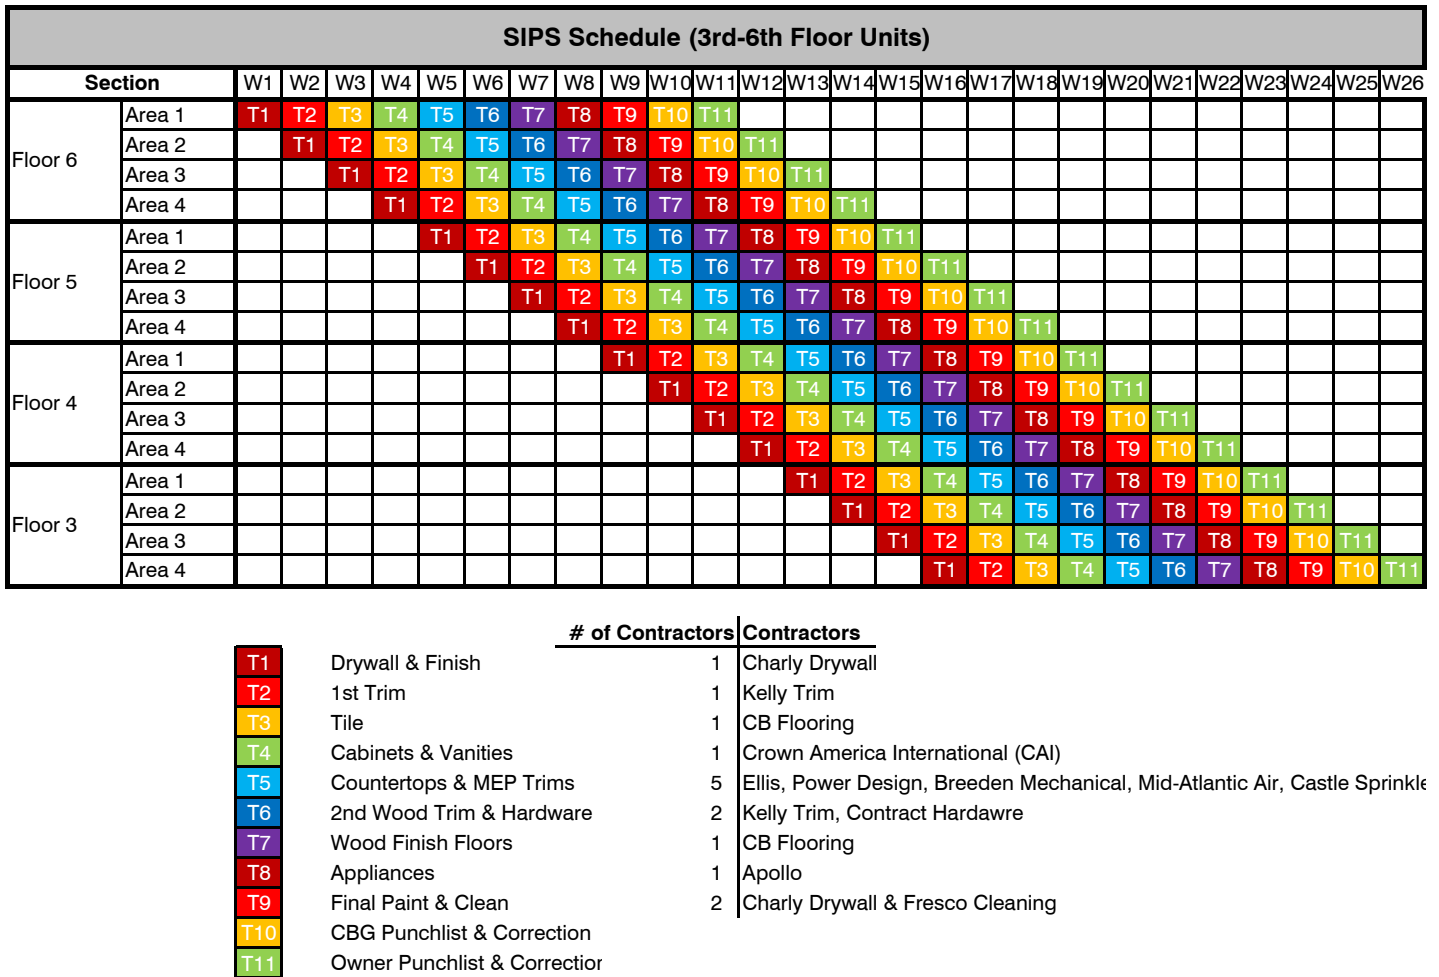 SIPS Schedule (3rd-6th Floor Units)
Section W1 W2 W3 W4 W5 W6 W7 W8 W9 W10 W11 W12 W13 W14 W15 W16 W17 W18 W19 W20 W21 W22 W23 W24 W25 W26
Area 1 T1 T2 T3 T4 T5 T6 T7 T8 T9 T10 T11
Area 2 T1 T2 T3 T4 T5 T6 T7 T8 T9 T10 T11
Floor 6
Area 3 T1 T2 T3 T4 T5 T6 T7 T8 T9 T10 T11
Area 4 T1 T2 T3 T4 T5 T6 T7 T8 T9 T10 T11
Area 1 T1 T2 T3 T4 T5 T6 T7 T8 T9 T10 T11
Area 2 T1 T2 T3 T4 T5 T6 T7 T8 T9 T10 T11
Floor 5
Area 3 T1 T2 T3 T4 T5 T6 T7 T8 T9 T10 T11
Area 4 T1 T2 T3 T4 T5 T6 T7 T8 T9 T10 T11
Area 1 T1 T2 T3 T4 T5 T6 T7 T8 T9 T10 T11
Area 2 T1 T2 T3 T4 T5 T6 T7 T8 T9 T10 T11
Floor 4
Area 3 T1 T2 T3 T4 T5 T6 T7 T8 T9 T10 T11
Area 4 T1 T2 T3 T4 T5 T6 T7 T8 T9 T10 T11
Area 1 T1 T2 T3 T4 T5 T6 T7 T8 T9 T10 T11
Area 2 T1 T2 T3 T4 T5 T6 T7 T8 T9 T10 T11
Floor 3
Area 3 T1 T2 T3 T4 T5 T6 T7 T8 T9 T10 T11
Area 4 T1 T2 T3 T4 T5 T6 T7 T8 T9 T10 T11
# of Contractors Contractors
T1 Drywall & Finish 1 Charly Drywall
T2 1st Trim 1 Kelly Trim
T3 Tile 1 CB Flooring
T4 Cabinets & Vanities 1 Crown America International (CAI)
T5 Countertops & MEP Trims 5 Ellis, Power Design, Breeden Mechanical, Mid-Atlantic Air, Castle Sprinkle
T6 2nd Wood Trim & Hardware 2 Kelly Trim, Contract Hardawre
T7 Wood Finish Floors 1 CB Flooring
T8 Appliances 1 Apollo
T9 Final Paint & Clean 2 Charly Drywall & Fresco Cleaning
T10 CBG Punchlist & Correction
T11 Owner Punchlist & Correction